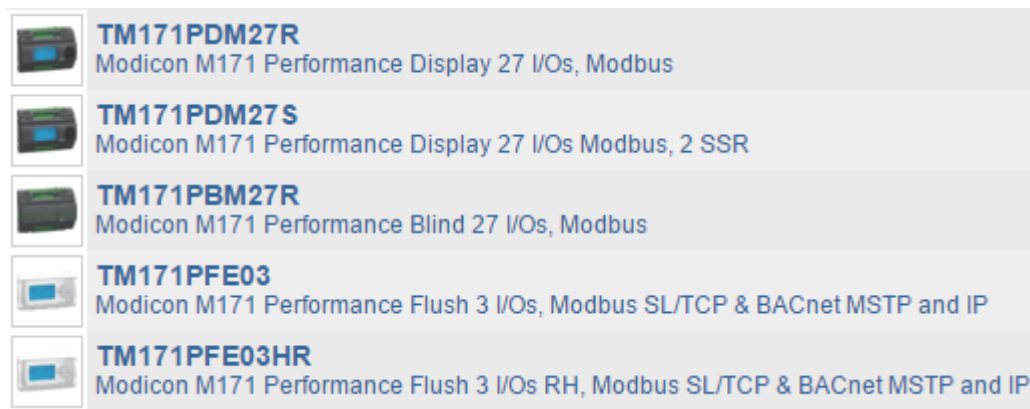 TM171PDM27R
Modicon M171 Performance Display 27 I/Os, Modbus
TM171PDM27S
Modicon M171 Performance Display 27 I/Os Modbus, 2 SSR
TM171PBM27R
Modicon M171 Performance Blind 27 I/Os, Modbus
TM171PFE03
Modicon M171 Performance Flush 3 I/Os, Modbus SL/TCP & BACnet MSTP and IP
TM171PFE03HR
Modicon M171 Performance Flush 3 I/Os RH, Modbus SL/TCP & BACnet MSTP and IP